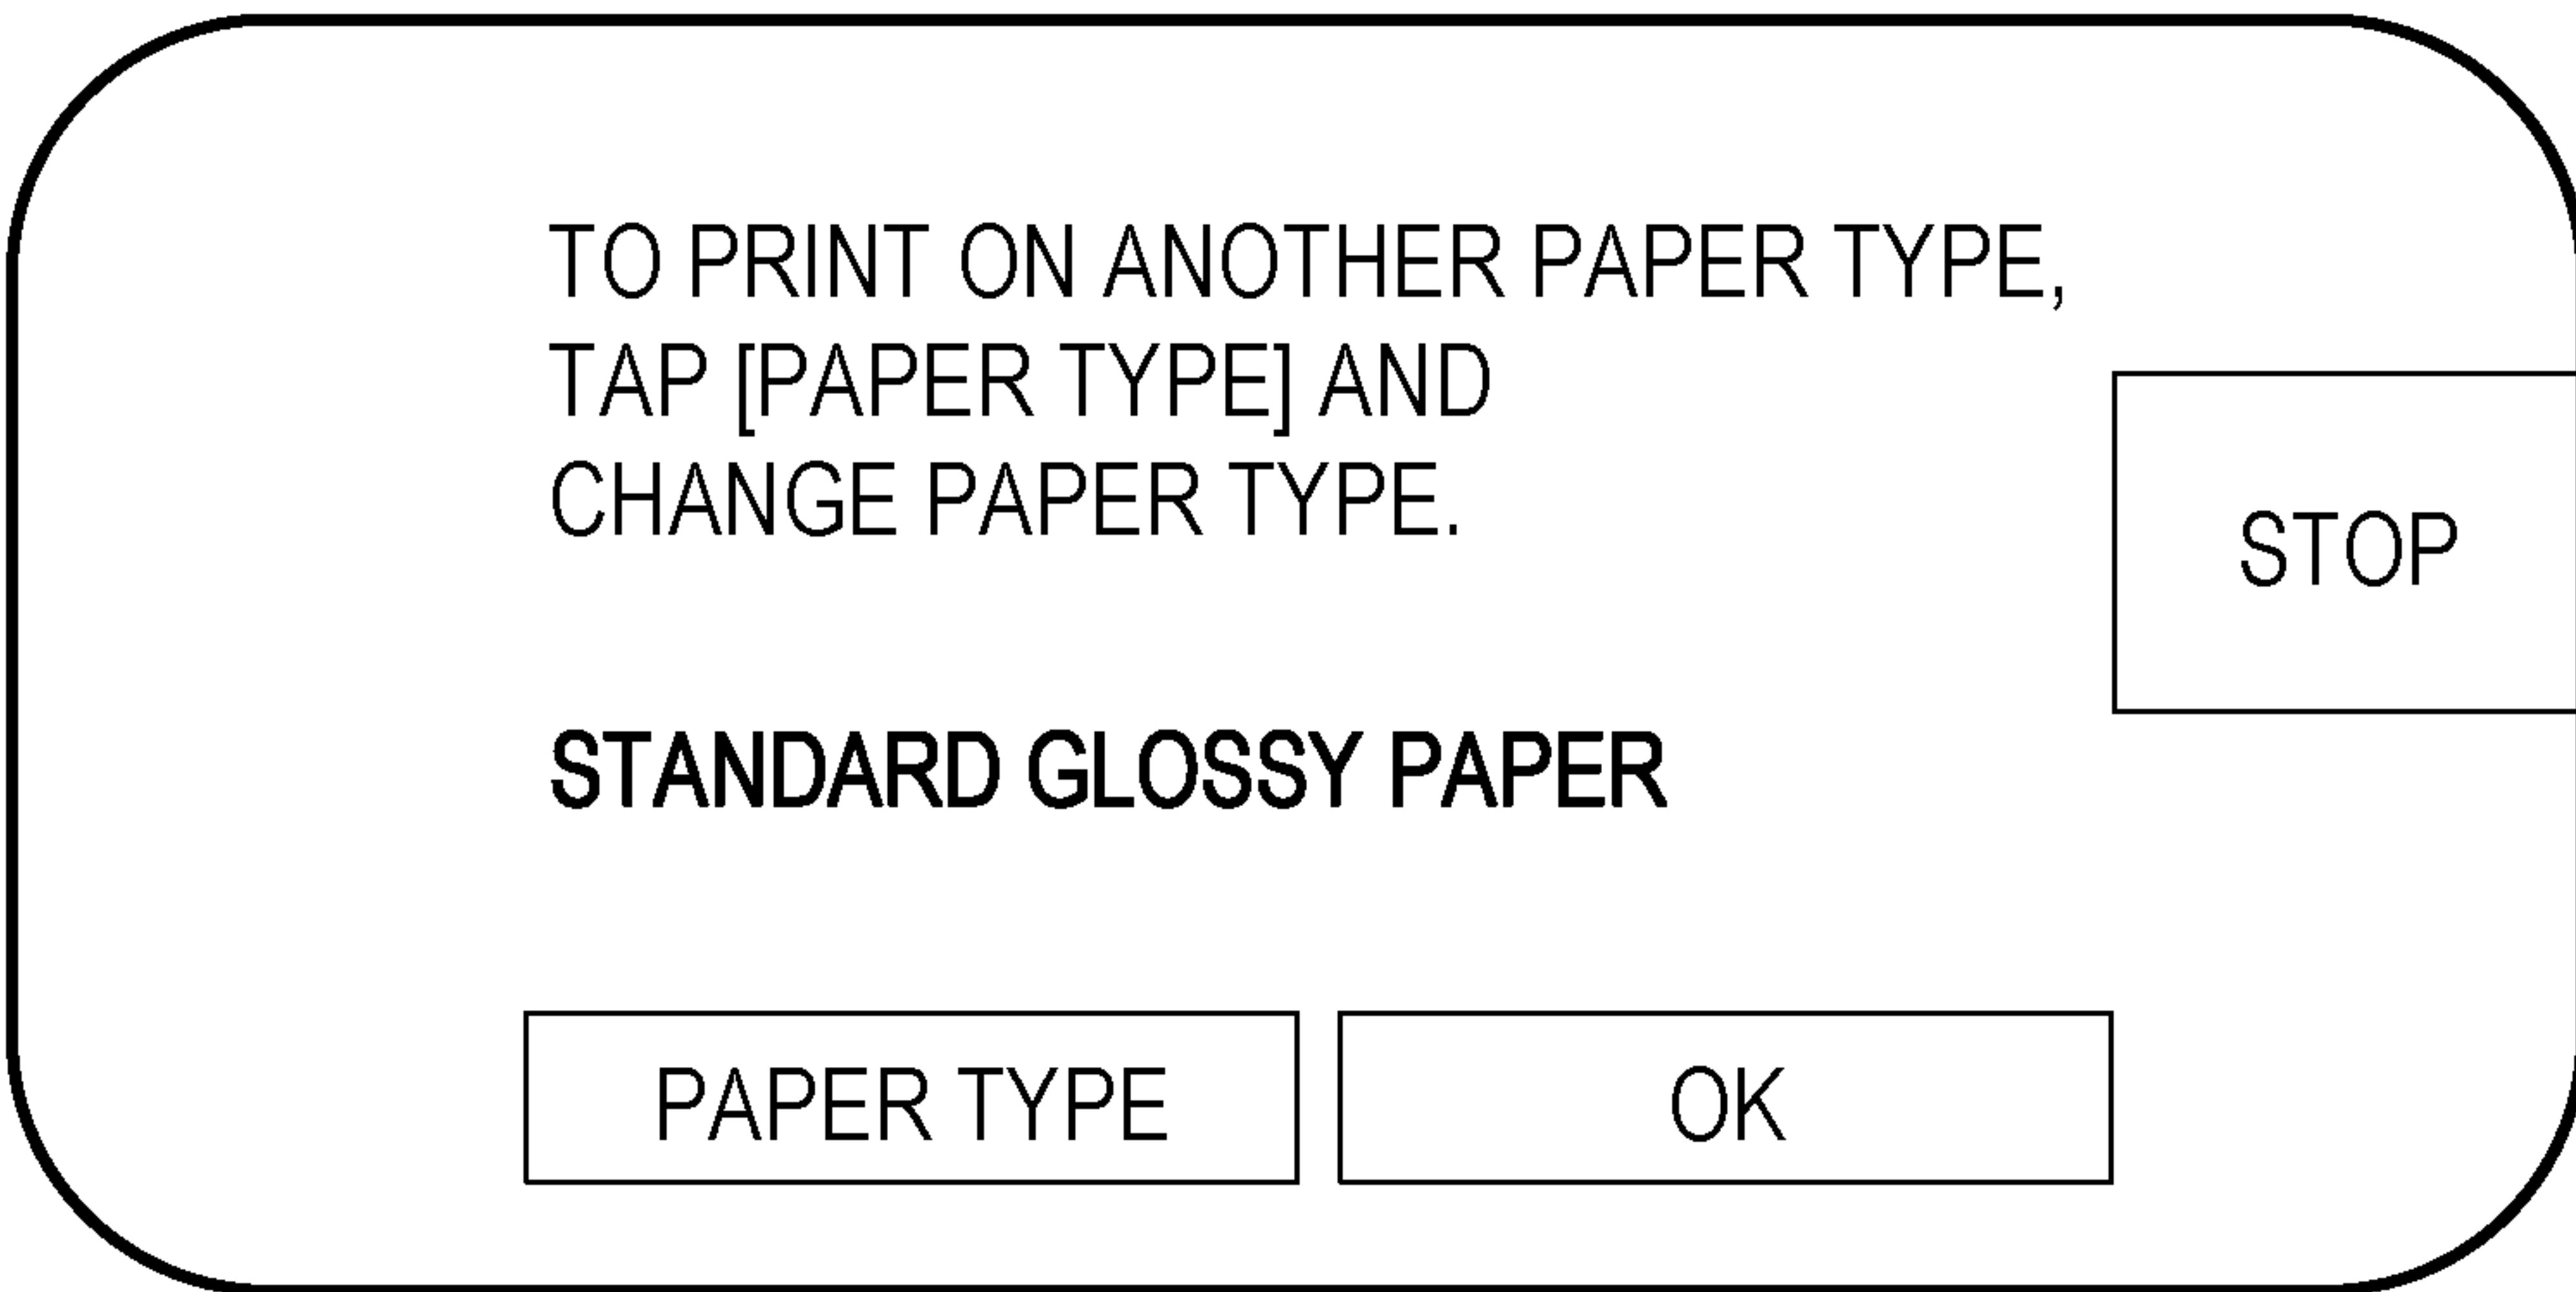 TO PRINT ON ANOTHER PAPER TYPE,
TAP [PAPER TYPE] AND
CHANGE PAPER TYPE.
STOP
STANDARD GLOSSY PAPER
PAPER TYPE
OK